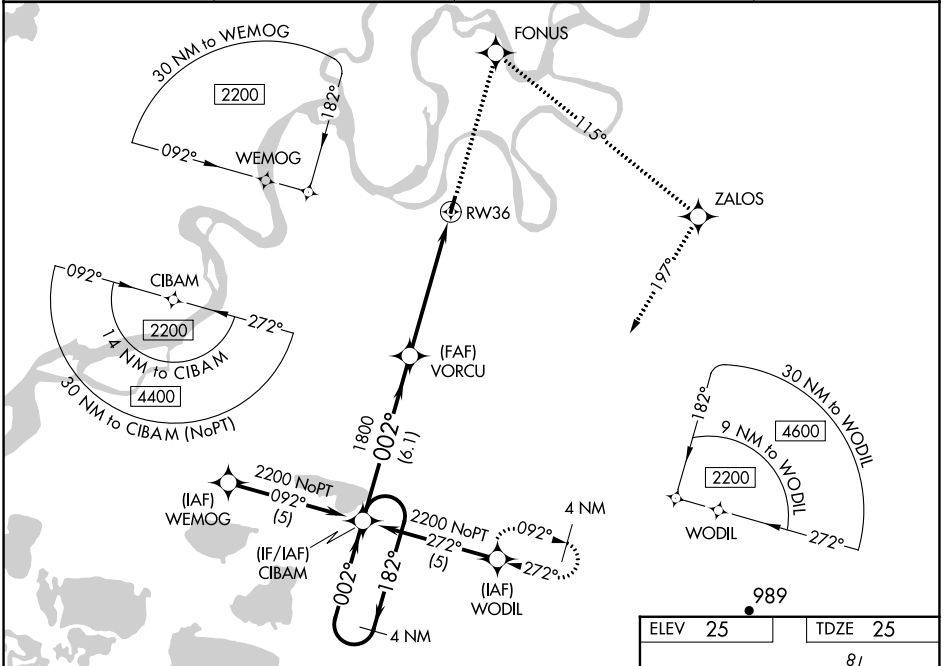 FONUS
30 NM to WEMOG
2200
182°
092°
WEMOG
115°
RW36
ZALOS
197°
092°
CIBAM
272°
2200
14 NM to CIBAM
4400
30 NM to CIBAM (NoPT)
(FAF)
VORCU
1800
002°
(6.1)
30 NM to WODIL
182°
4600
9 NM to WODIL
2200
WODIL
272°
2200 NoPT
092°
(5)
(IAF)
WEMOG
(IF/IAF)
CIBAM
2200 NoPT
272°
(5)
092°
4 NM
272°
(IAF)
WODIL
002°
182°
4 NM
989
ELEV 25
TDZE 25